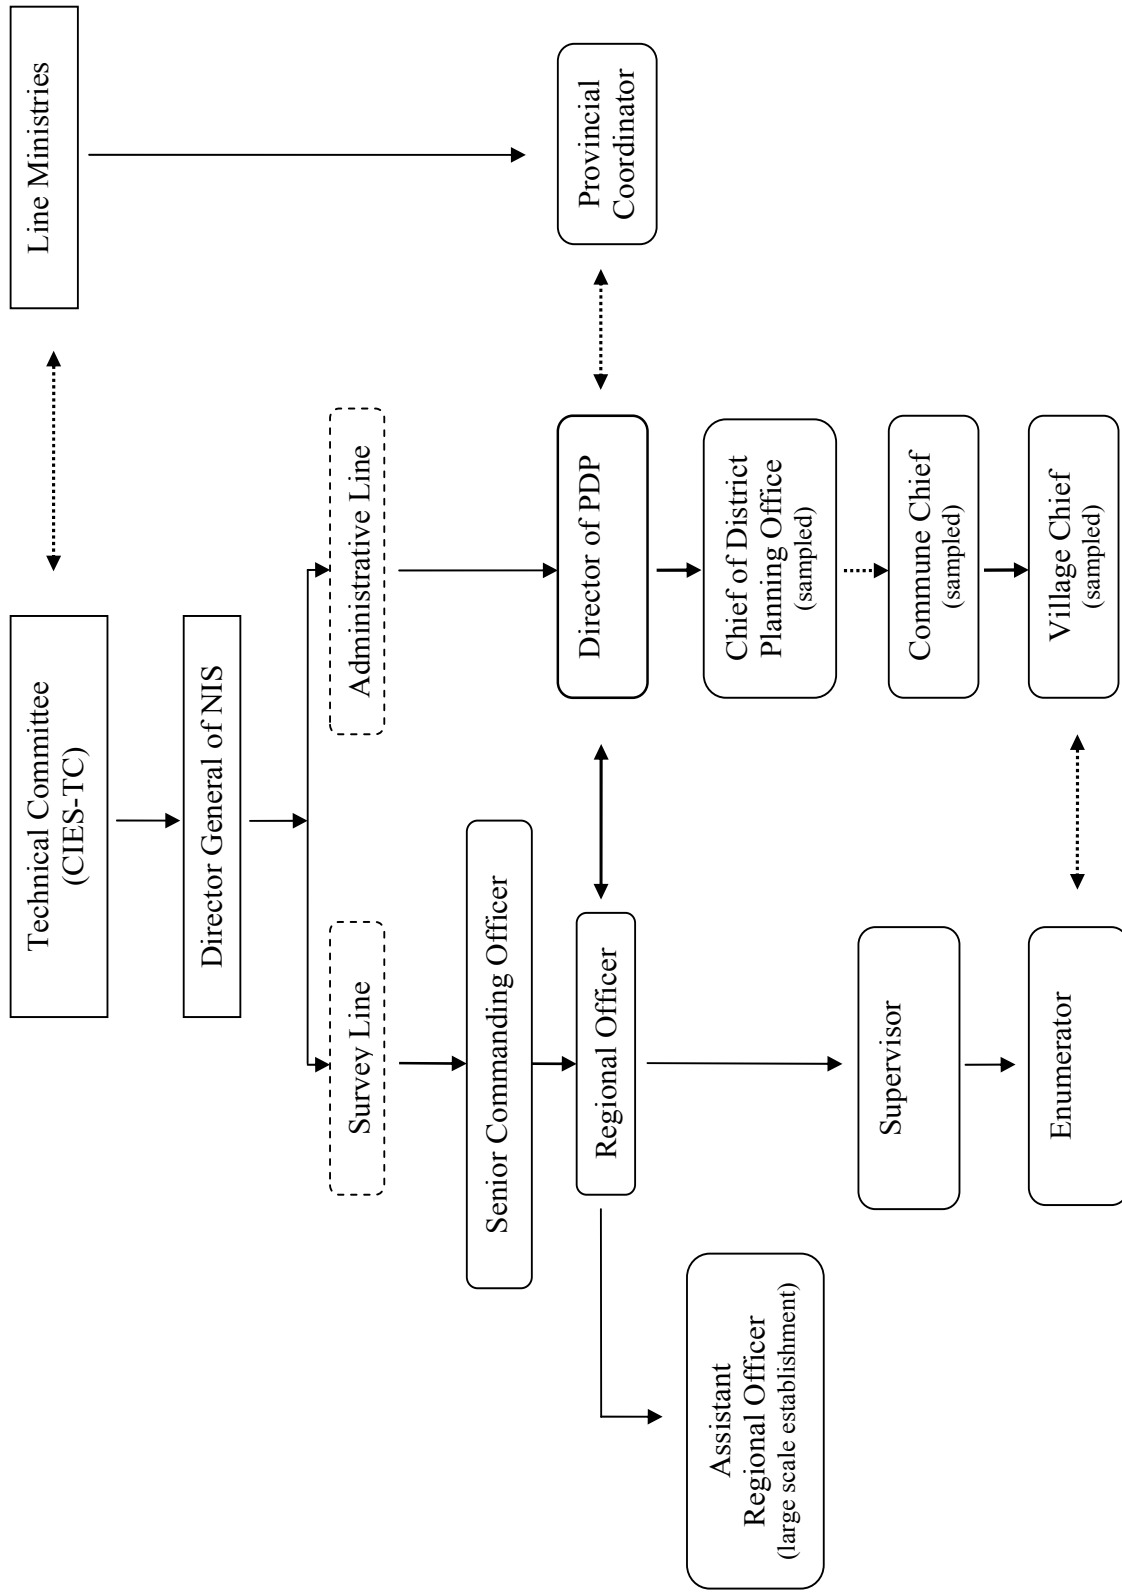 Technical Committee
(CIES-TC)
Line Ministries
Director General of NIS
Survey Line
Administrative Line
Senior Commanding Officer
Regional Officer
Director of PDP
Provincial
Coordinator
Assistant
Regional Officer
(large scale establishment)
Chief of District
Planning Office
(sampled)
Supervisor
Commune Chief
(sampled)
Enumerator
Village Chief
(sampled)